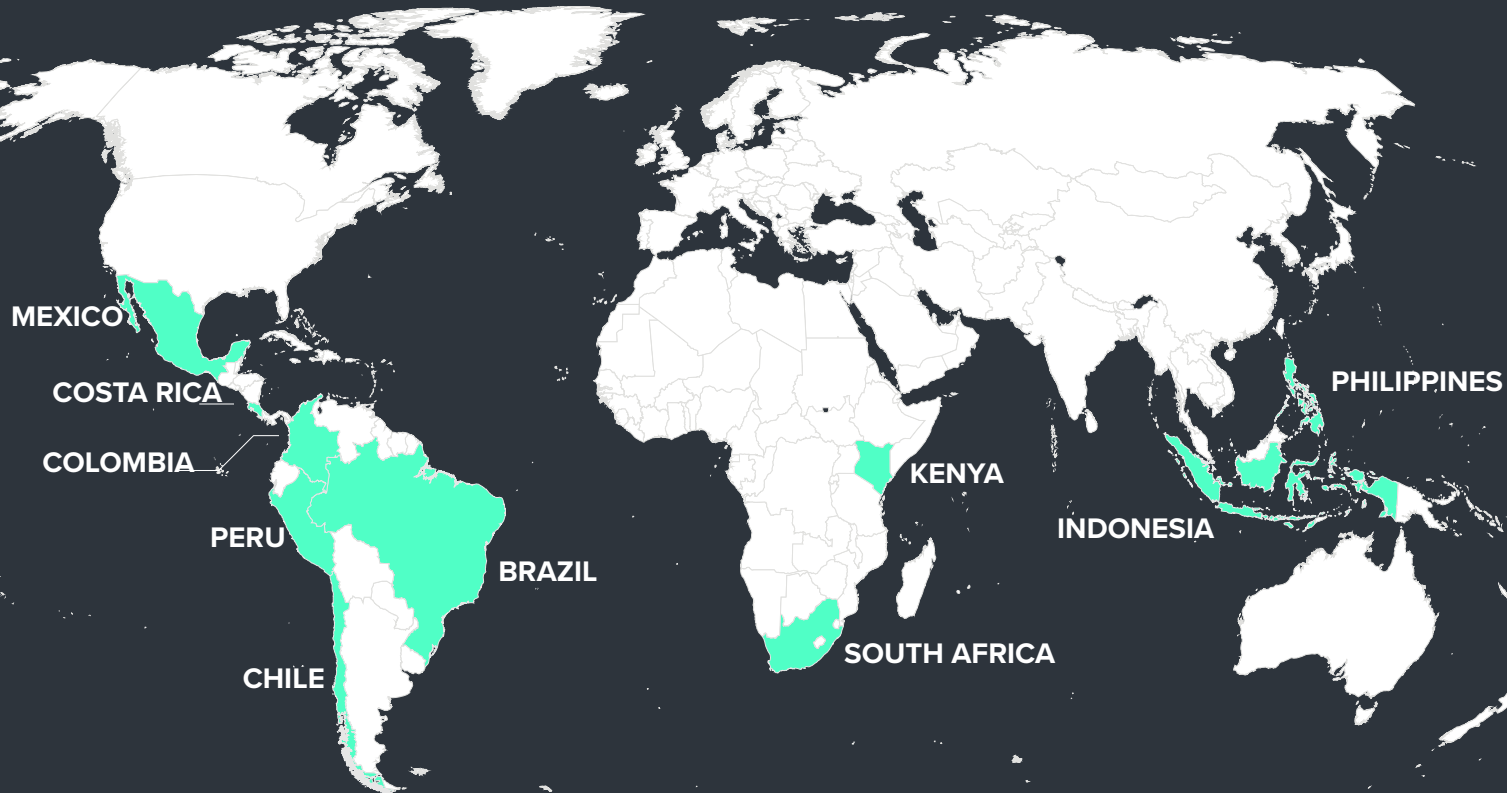 MEXICO
COSTA RICA
PHILIPPINES
COLOMBIA
KENYA
INDONESIA
PERU
BRAZIL
SOUTH AFRICA
CHILE